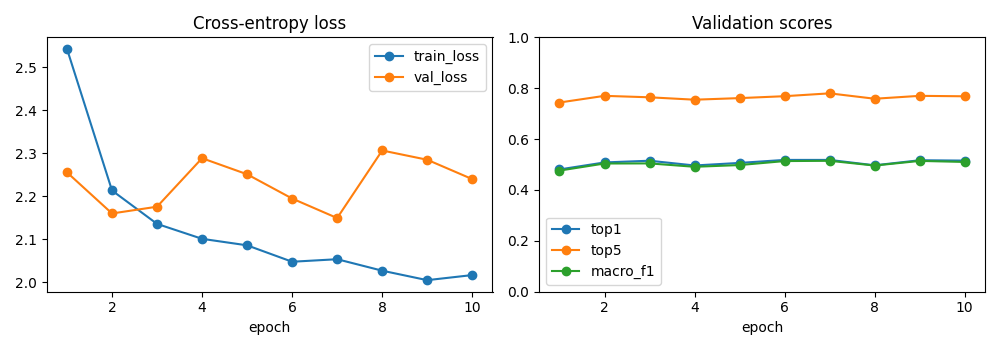 Cross-entropy loss
train_loss
val_loss
2.5
2.4
2.3
2.2
2.1
2.0
2 4 6 8 10
epoch
Validation scores
1.0
0.8
0.6
0.4
0.2
0.0
top1
top5
macro_f1
2 4 6 8 10
epoch